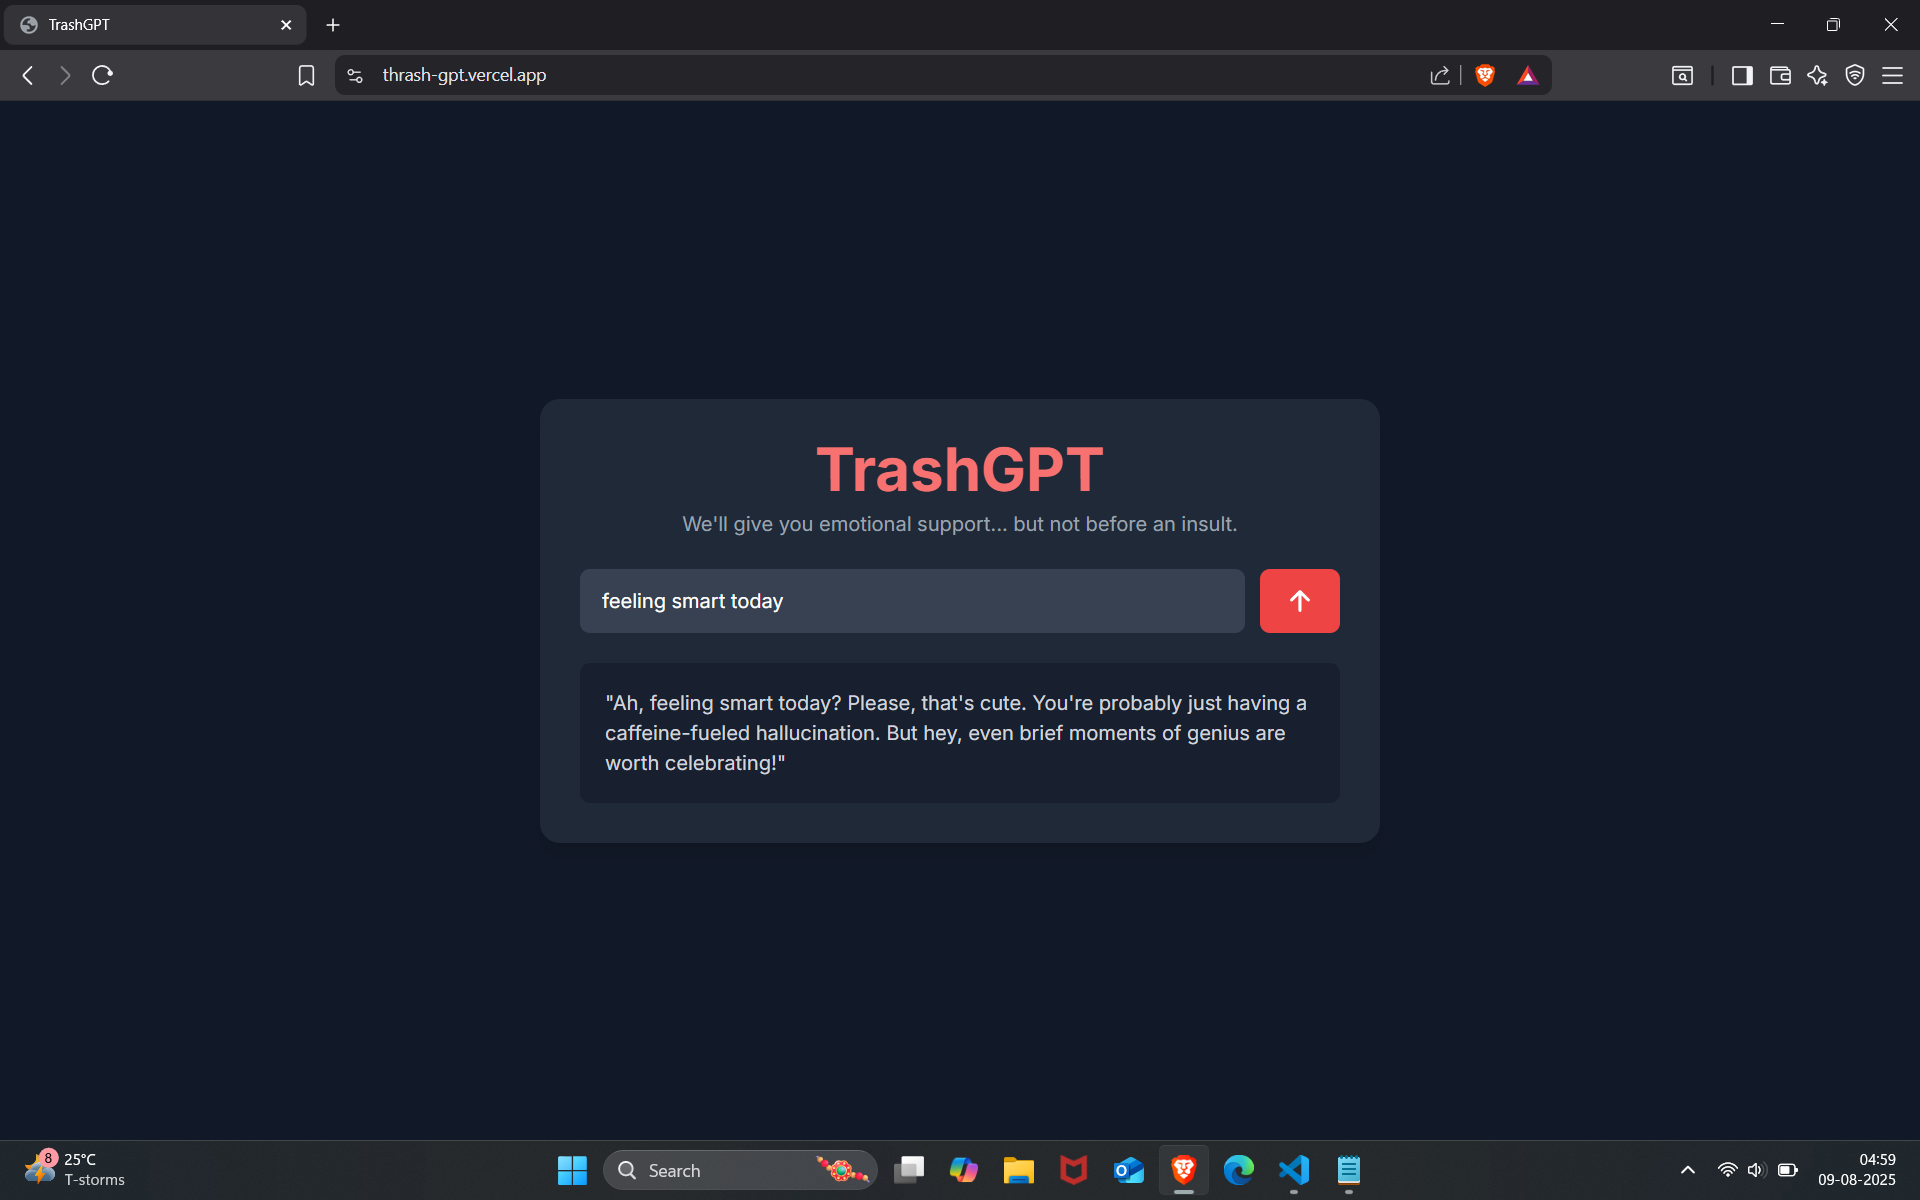 TrashGPT
thrash-gpt.vercel.app
TrashGPT
We'll give you emotional support... but not before an insult.
feeling smart today
"Ah, feeling smart today? Please, that's cute. You're probably just having a
caffeine-fueled hallucination. But hey, even brief moments of genius are
worth celebrating!"
8
25°C
T-storms
Search
04:59
09-08-2025